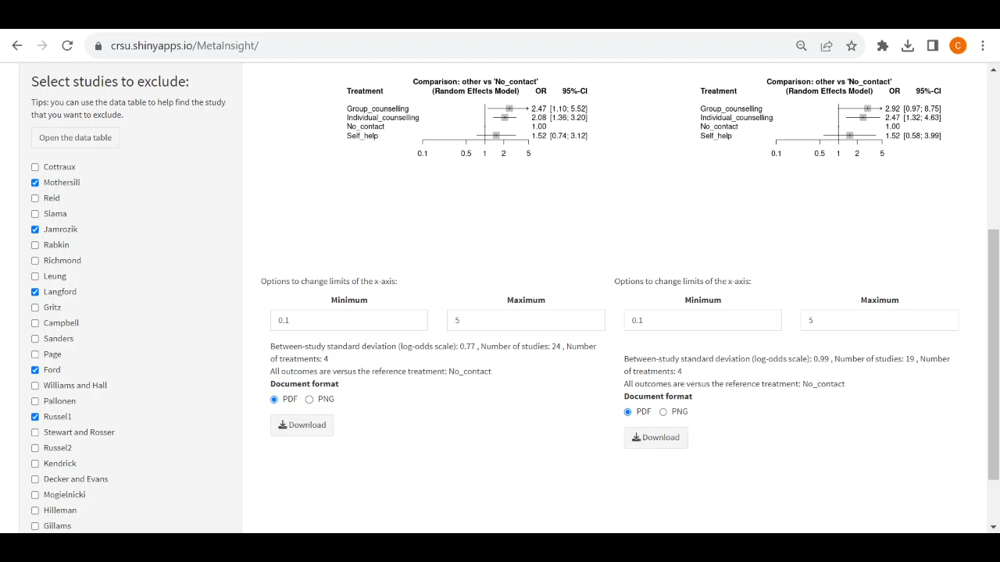 crsu.shinyapps.io/MetaInsight/
C
Select studies to exclude:
Tips: you can use the data table to help find the study
that you want to exclude.
Open the data table
Cottraux
Mothersill
Reid
Slama
Jamrozik
Rabkin
Richmond
Leung
Langford
Gritz
Campbell
Sanders
Page
Ford
Williams and Hall
Pallonen
Russel1
Stewart and Rosser
Russel2
Kendrick
Decker and Evans
Mogielnicki
Hilleman
Gillams
Comparison: other vs 'No_contact'
Treatment (Random Effects Model) OR 95%-CI
Group_counselling 2.47 [1.10; 5.52]
Individual_counselling 2.08 [1.36; 3.20]
No_contact 1.00
Self_help 1.52 [0.74; 3.12]
0.1 0.5 1 2 5
Options to change limits of the x-axis:
Minimum Maximum
0.1 5
Between-study standard deviation (log-odds scale): 0.77 , Number of studies: 24 , Number
of treatments: 4
All outcomes are versus the reference treatment: No_contact
Document format
PDF PNG
Download
Comparison: other vs 'No_contact'
Treatment (Random Effects Model) OR 95%-CI
Group_counselling 2.92 [0.97; 8.75]
Individual_counselling 2.47 [1.32; 4.63]
No_contact 1.00
Self_help 1.52 [0.58; 3.99]
0.1 0.5 1 2 5
Options to change limits of the x-axis:
Minimum Maximum
0.1 5
Between-study standard deviation (log-odds scale): 0.99 , Number of studies: 19 , Number
of treatments: 4
All outcomes are versus the reference treatment: No_contact
Document format
PDF PNG
Download